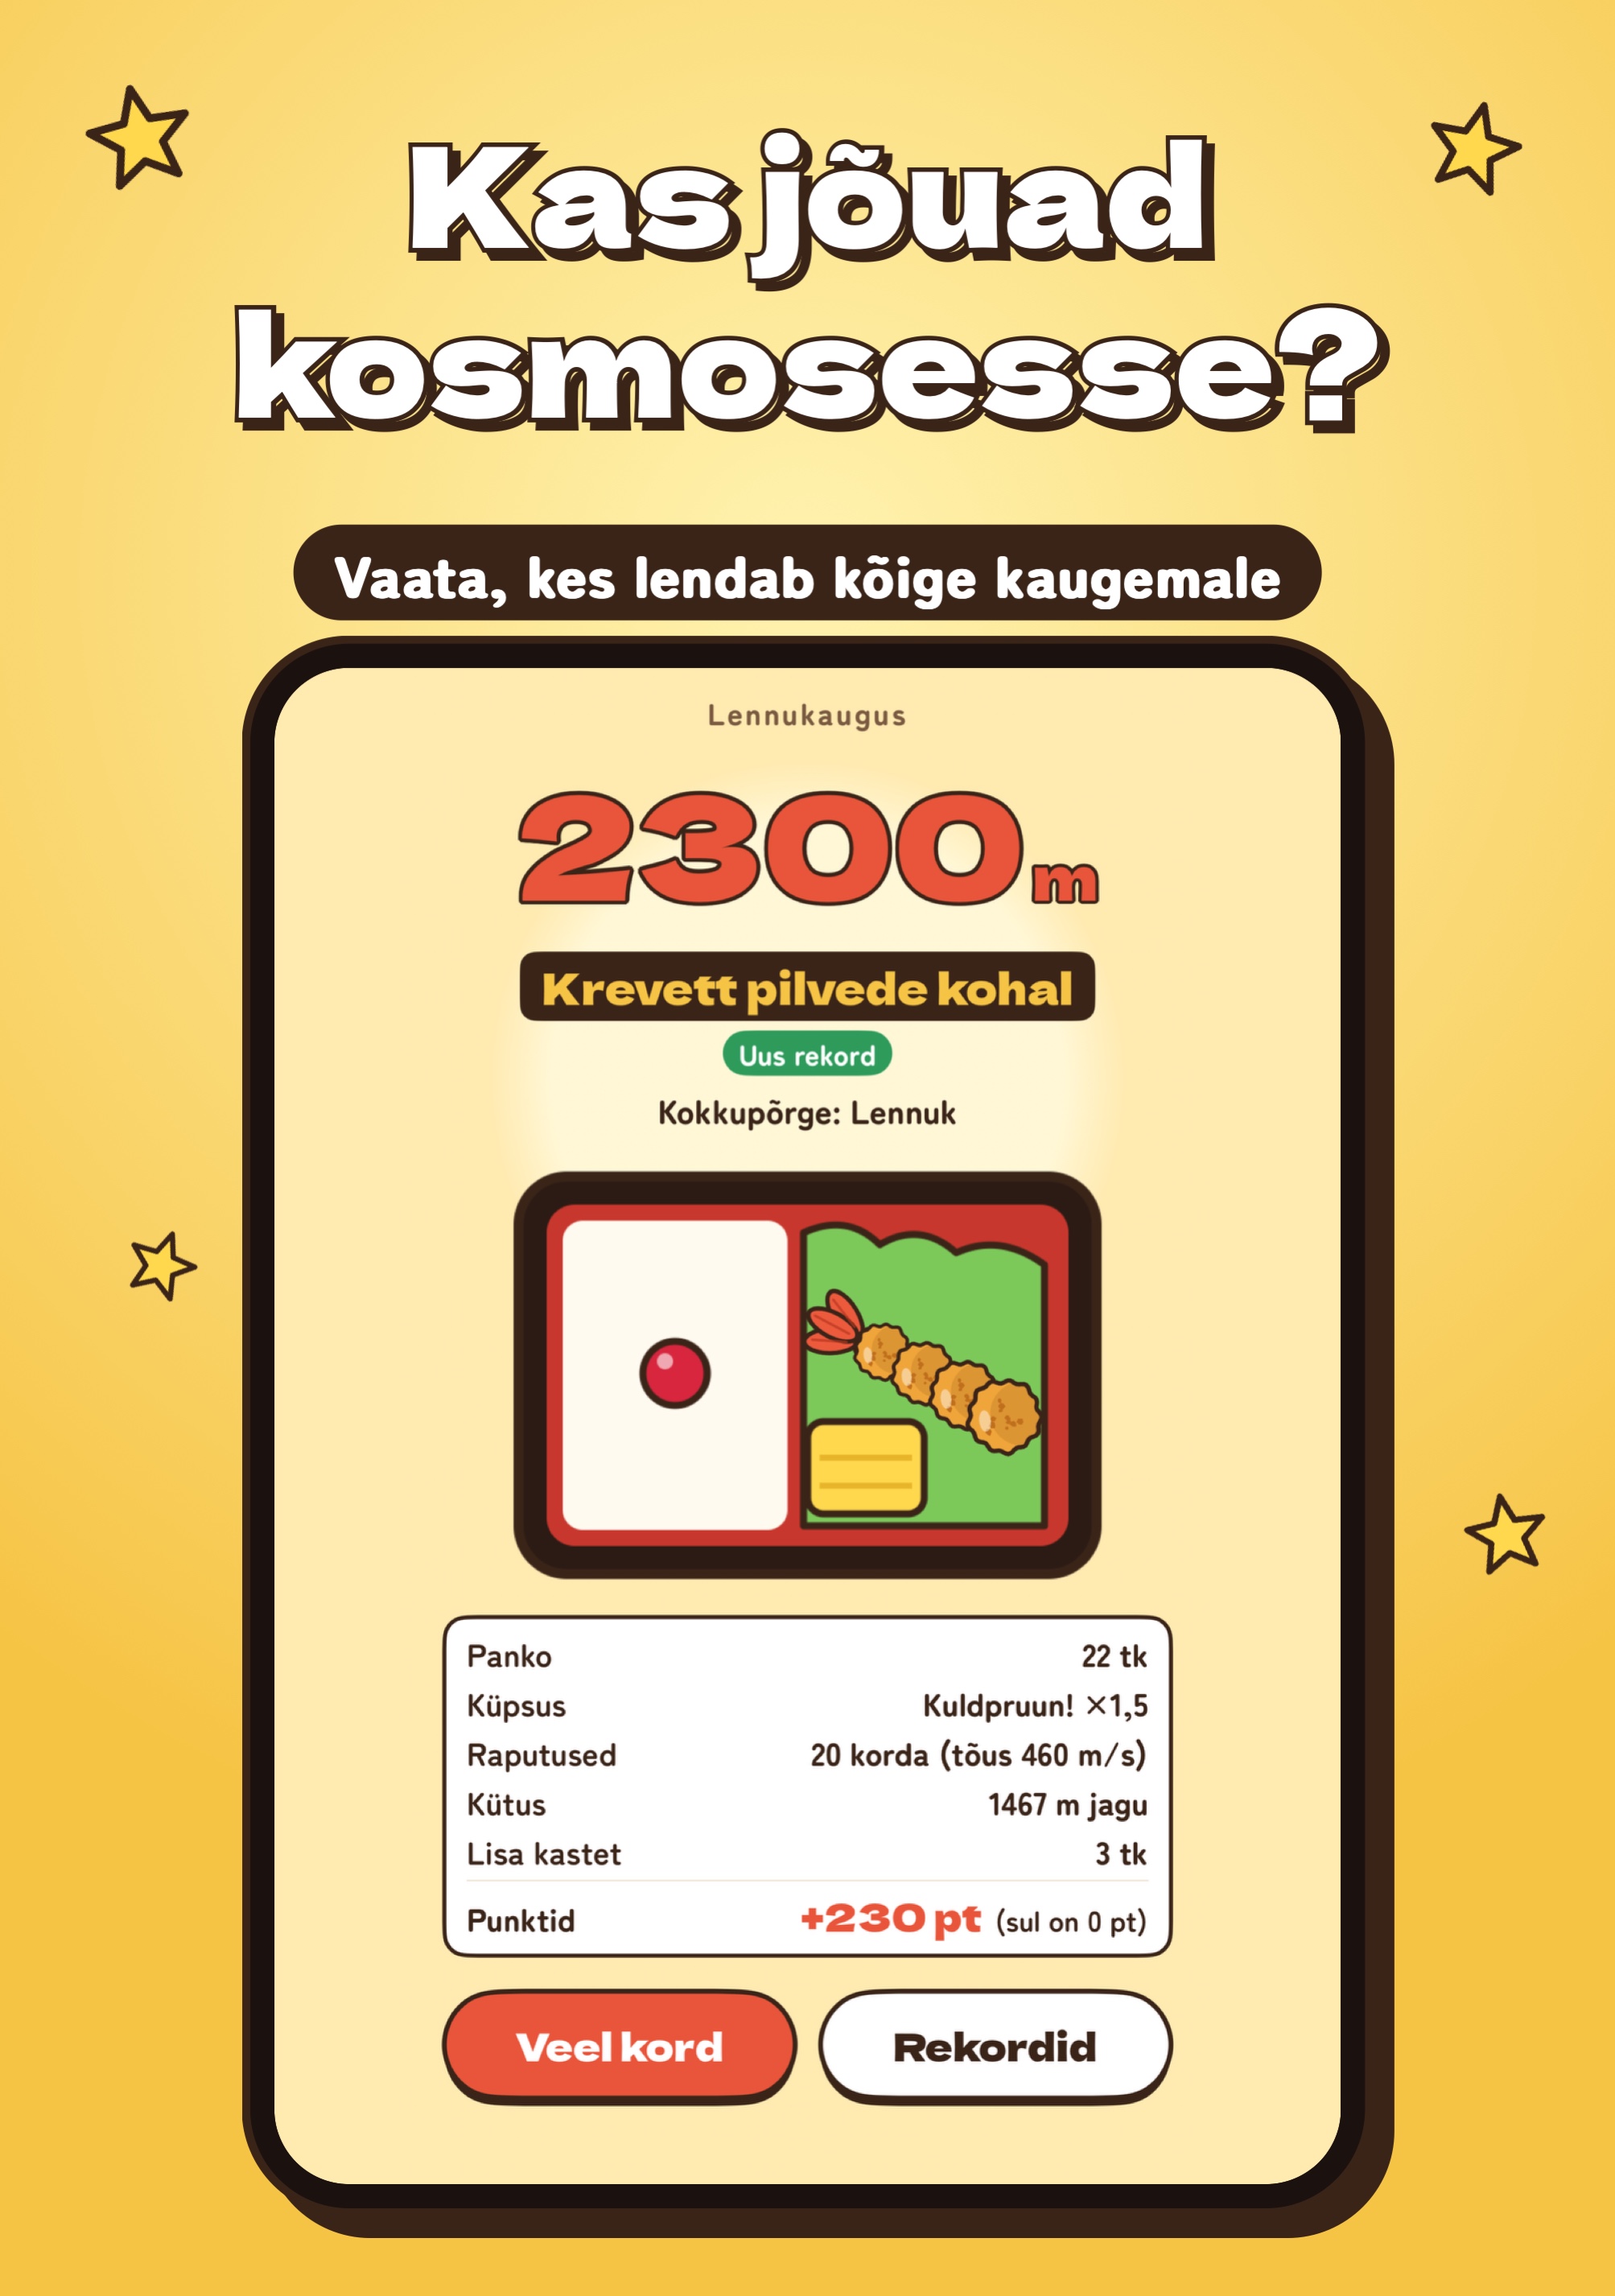 Kas jõuad
kosmosesse?
Vaata, kes lendab kõige kaugemale
Lennukaugus
2300 m
Krevett pilvede kohal
Uus rekord
Kokkupõrge: Lennuk
Panko 22 tk
Küpsus Kuldpruun! ×1,5
Raputused 20 korda (tõus 460 m/s)
Kütus 1467 m jagu
Lisa kastet 3 tk
Punktid +230 pt (sul on 0 pt)
Veel kord Rekordid